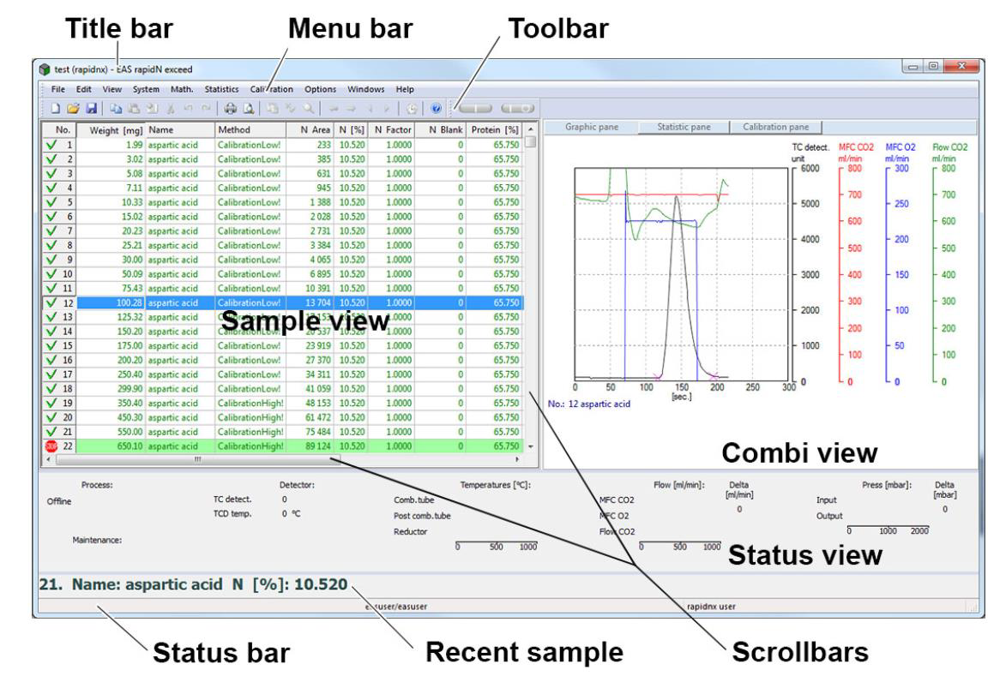 Title bar Menu bar Toolbar
test (rapidnx) - EAS rapidN exceed
File Edit View System Math. Statistics Calibration Options Windows Help
No. Weight [mg] Name Method N Area N [%] N Factor N Blank Protein [%]
1 1.99 aspartic acid CalibrationLow! 233 10.520 1.0000 0 65.750
2 3.02 aspartic acid CalibrationLow! 385 10.520 1.0000 0 65.750
3 5.08 aspartic acid CalibrationLow! 631 10.520 1.0000 0 65.750
4 7.11 aspartic acid CalibrationLow! 945 10.520 1.0000 0 65.750
5 10.33 aspartic acid CalibrationLow! 1 388 10.520 1.0000 0 65.750
6 15.02 aspartic acid CalibrationLow! 2 028 10.520 1.0000 0 65.750
7 20.23 aspartic acid CalibrationLow! 2 731 10.520 1.0000 0 65.750
8 25.21 aspartic acid CalibrationLow! 3 384 10.520 1.0000 0 65.750
9 30.00 aspartic acid CalibrationLow! 4 065 10.520 1.0000 0 65.750
10 50.09 aspartic acid CalibrationLow! 6 895 10.520 1.0000 0 65.750
11 75.43 aspartic acid CalibrationLow! 10 391 10.520 1.0000 0 65.750
12 100.28 aspartic acid CalibrationLow! 13 704 10.520 1.0000 0 65.750
13 125.32 aspartic acid 1.0000 0 65.750
Sample view
14 150.20 aspartic acid CalibrationLow! 20 537 10.520 1.0000 0 65.750
15 175.00 aspartic acid CalibrationLow! 23 919 10.520 1.0000 0 65.750
16 200.20 aspartic acid CalibrationLow! 27 370 10.520 1.0000 0 65.750
17 250.40 aspartic acid CalibrationLow! 34 311 10.520 1.0000 0 65.750
18 299.90 aspartic acid CalibrationLow! 41 059 10.520 1.0000 0 65.750
19 350.40 aspartic acid CalibrationHigh! 48 153 10.520 1.0000 0 65.750
20 450.30 aspartic acid CalibrationHigh! 61 472 10.520 1.0000 0 65.750
21 550.00 aspartic acid CalibrationHigh! 75 484 10.520 1.0000 0 65.750
STOP 22 650.10 aspartic acid CalibrationHigh! 89 124 10.520 1.0000 0 65.750
Graphic pane Statistic pane Calibration pane
TC detect. MFC CO2 MFC O2 Flow CO2
unit ml/min ml/min ml/min
6000 800 300 800
5000 700 250 700
4000 600 200 600
3000 500 150 500
2000 400 100 400
1000 300 50 300
0 200 0 200
100 100
0 0
0 50 100 150 200 250 300
[sec.]
No.: 12 aspartic acid
Combi view
Process: Detector: Temperatures [°C]: Flow [ml/min]: Delta Press [mbar]: Delta
[ml/min] [mbar]
Offline TC detect. 0 Comb.tube MFC CO2 0 Input 0
TCD temp. 0 °C Post comb.tube MFC O2 Output
Reductor Flow CO2
0 1000 2000
Maintenance:
0 500 1000 0 500 1000
Status view
21. Name: aspartic acid N [%]: 10.520
easuser/easuser rapidnx user
Status bar Recent sample Scrollbars